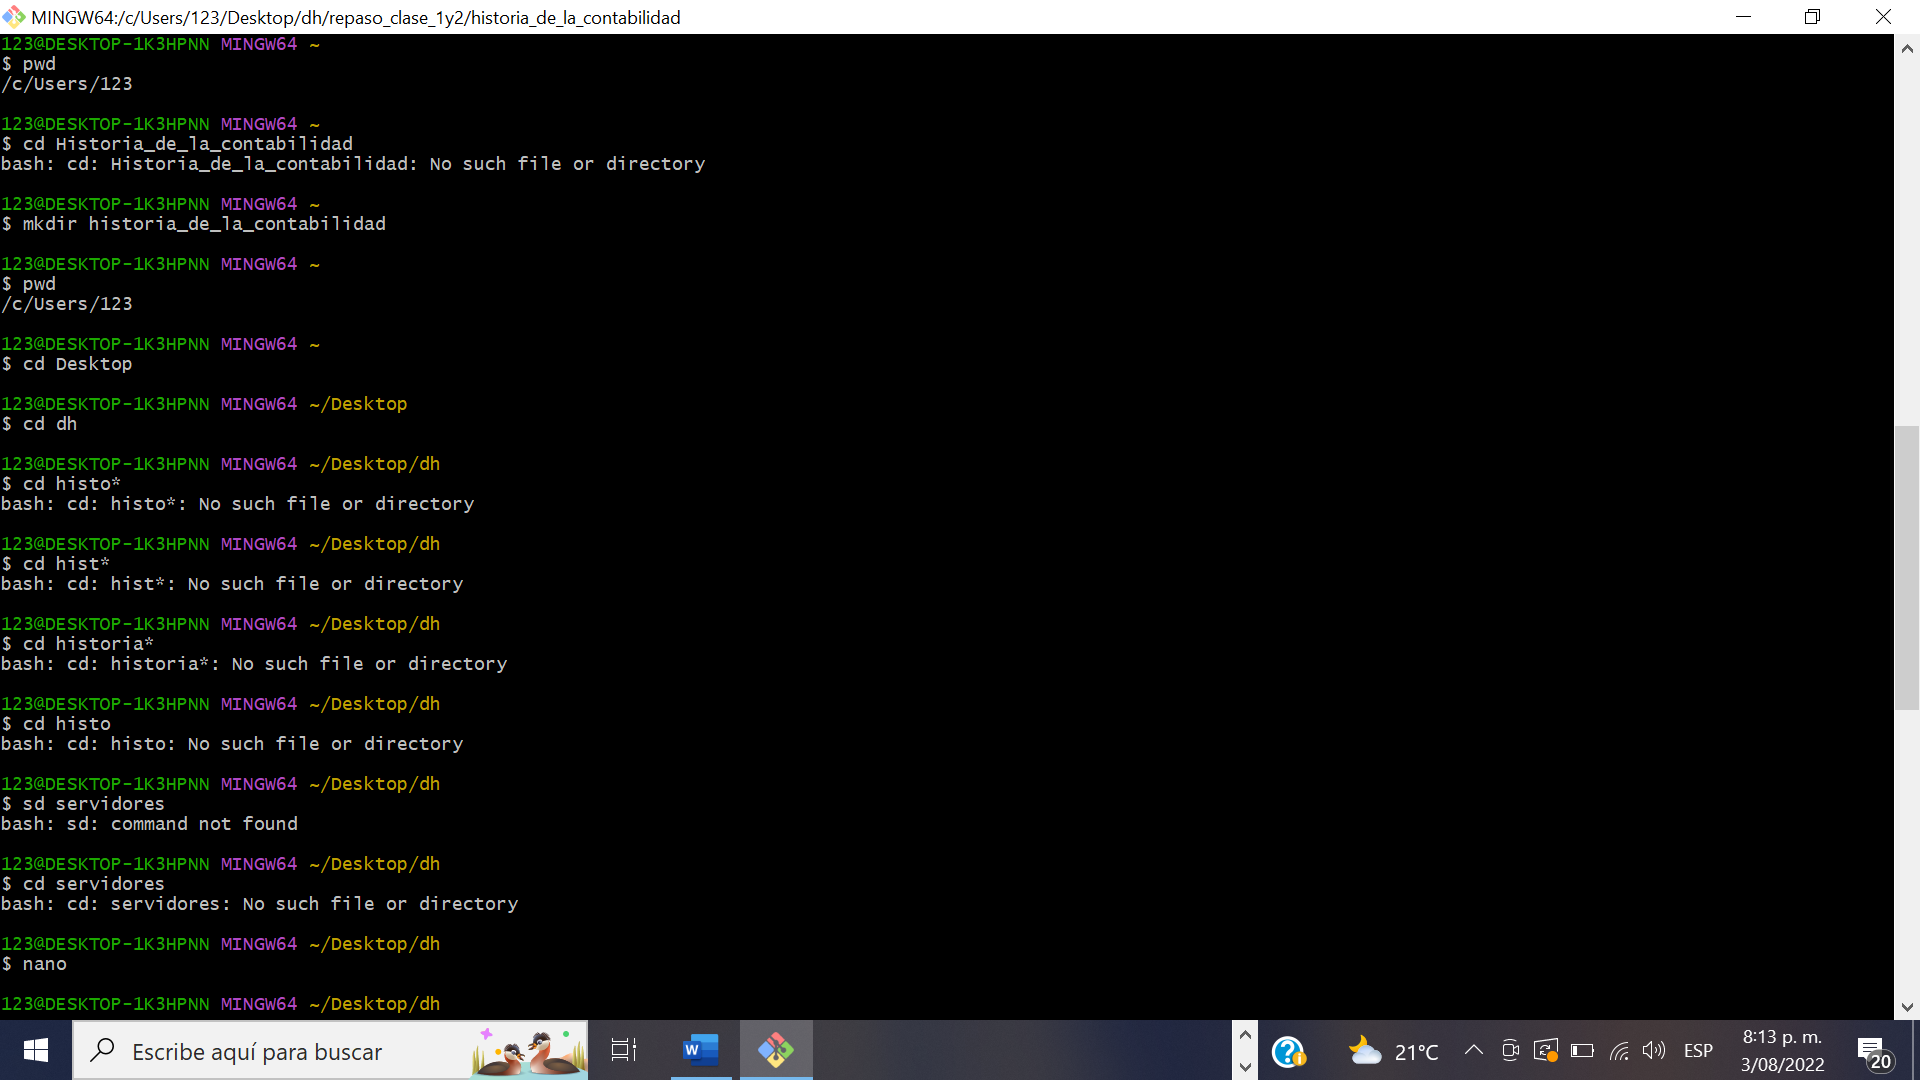 MINGW64:/c/Users/123/Desktop/dh/repaso_clase_1y2/historia_de_la_contabilidad
123@DESKTOP-1K3HPNN MINGW64 ~
$ pwd
/c/Users/123
123@DESKTOP-1K3HPNN MINGW64 ~
$ cd Historia_de_la_contabilidad
bash: cd: Historia_de_la_contabilidad: No such file or directory
123@DESKTOP-1K3HPNN MINGW64 ~
$ mkdir historia_de_la_contabilidad
123@DESKTOP-1K3HPNN MINGW64 ~
$ pwd
/c/Users/123
123@DESKTOP-1K3HPNN MINGW64 ~
$ cd Desktop
123@DESKTOP-1K3HPNN MINGW64 ~/Desktop
$ cd dh
123@DESKTOP-1K3HPNN MINGW64 ~/Desktop/dh
$ cd histo*
bash: cd: histo*: No such file or directory
123@DESKTOP-1K3HPNN MINGW64 ~/Desktop/dh
$ cd hist*
bash: cd: hist*: No such file or directory
123@DESKTOP-1K3HPNN MINGW64 ~/Desktop/dh
$ cd historia*
bash: cd: historia*: No such file or directory
123@DESKTOP-1K3HPNN MINGW64 ~/Desktop/dh
$ cd histo
bash: cd: histo: No such file or directory
123@DESKTOP-1K3HPNN MINGW64 ~/Desktop/dh
$ sd servidores
bash: sd: command not found
123@DESKTOP-1K3HPNN MINGW64 ~/Desktop/dh
$ cd servidores
bash: cd: servidores: No such file or directory
123@DESKTOP-1K3HPNN MINGW64 ~/Desktop/dh
$ nano
123@DESKTOP-1K3HPNN MINGW64 ~/Desktop/dh
Escribe aquí para buscar
W
21°C
ESP
8:13 p. m.
3/08/2022
20